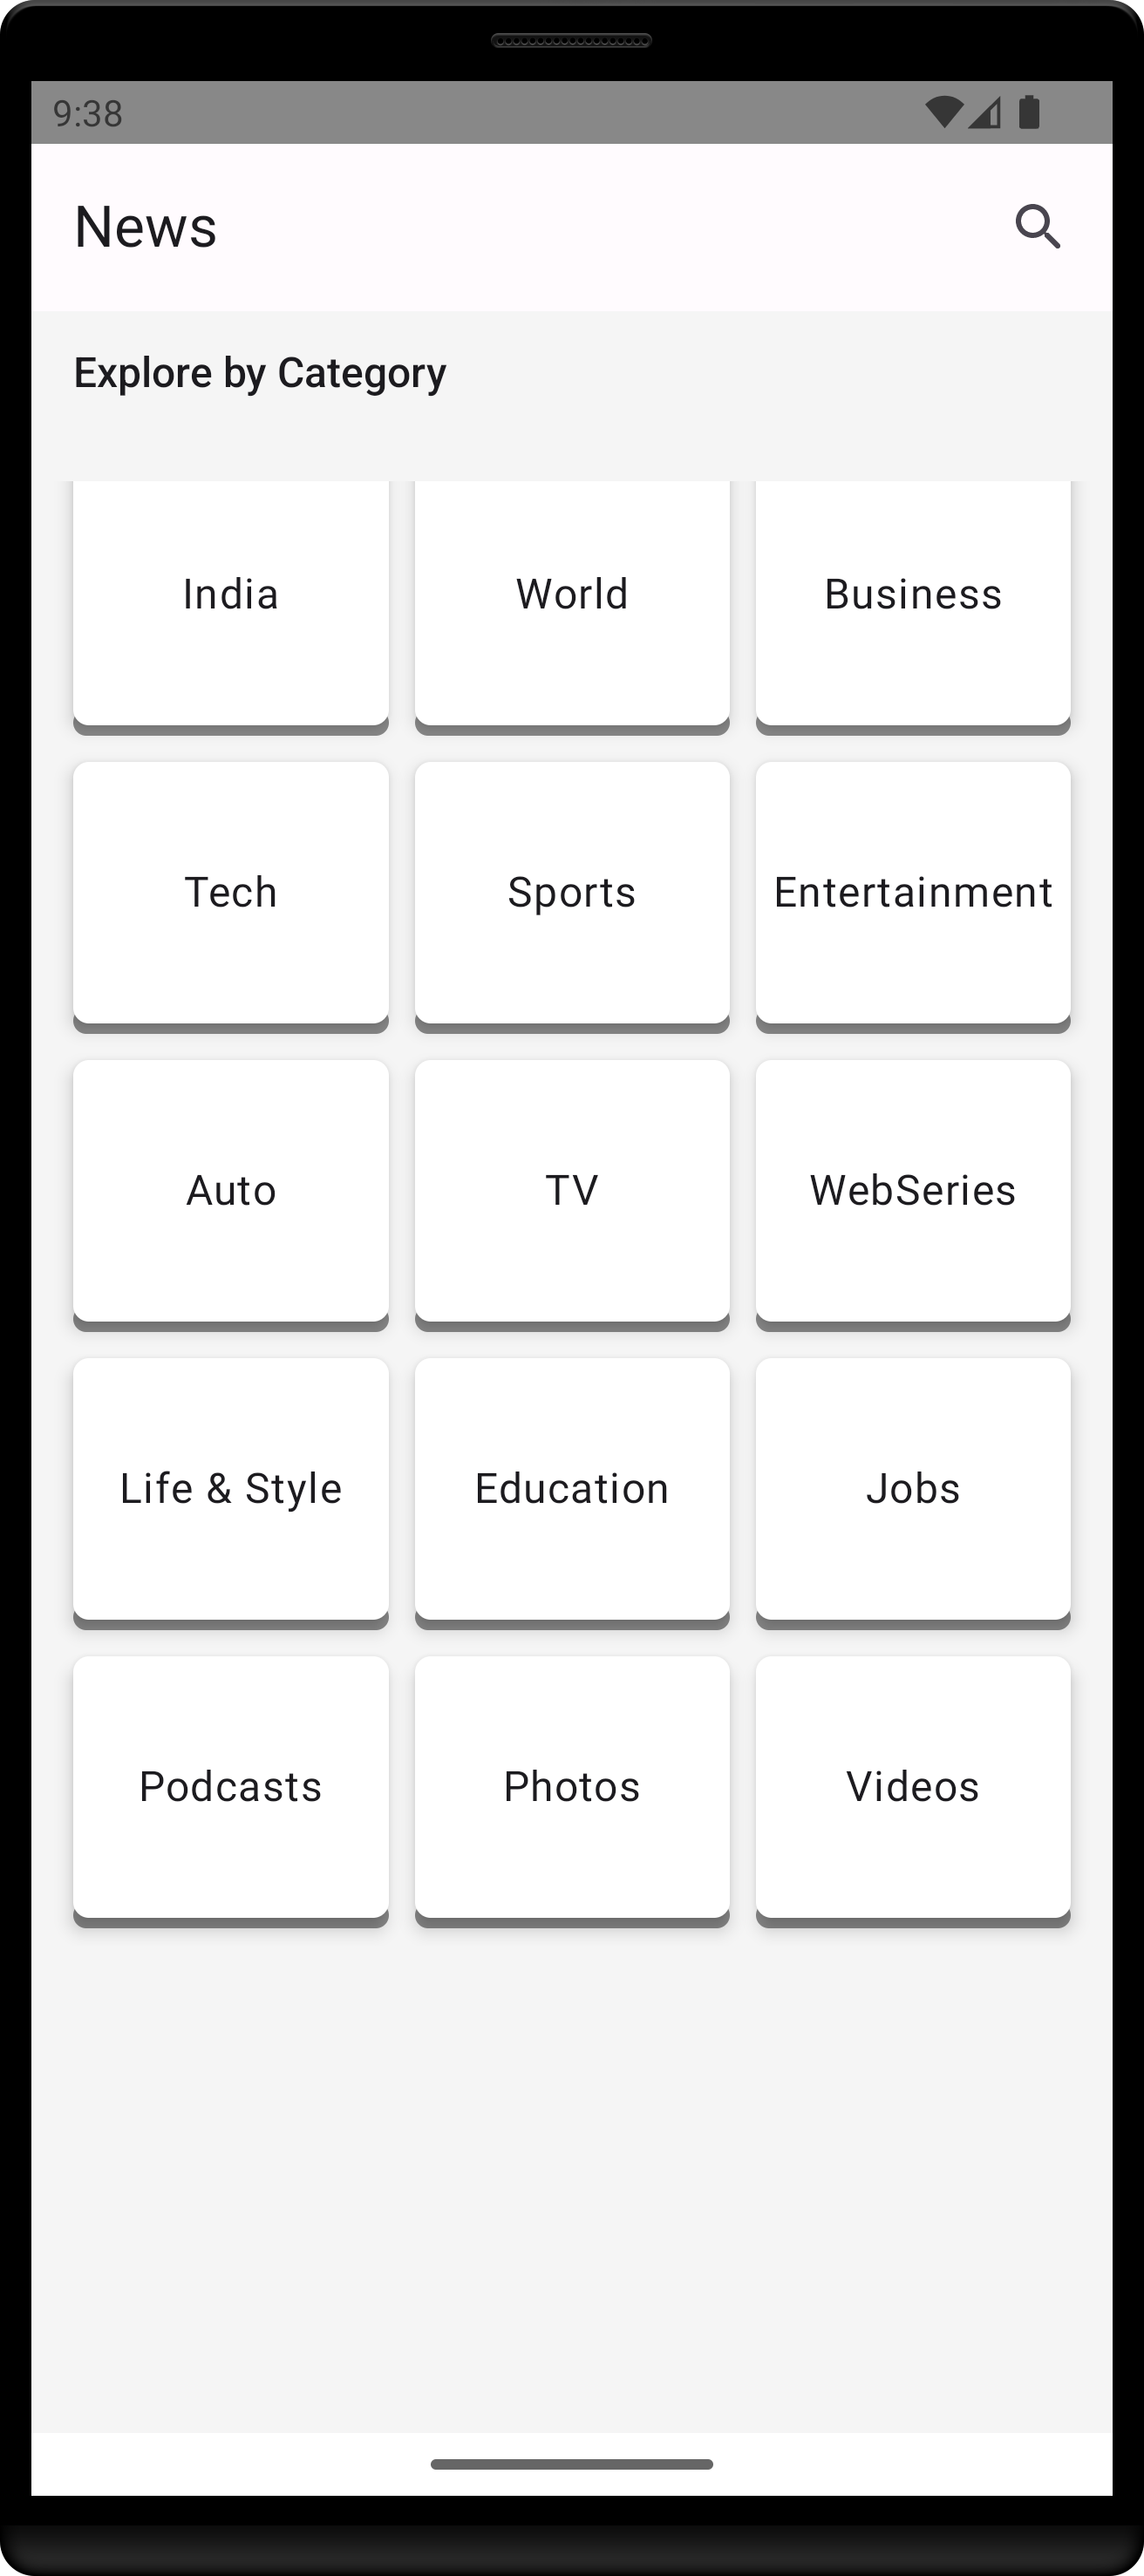 9:38
News
Explore by Category
India World Business
Tech Sports Entertainment
Auto TV WebSeries
Life & Style Education Jobs
Podcasts Photos Videos